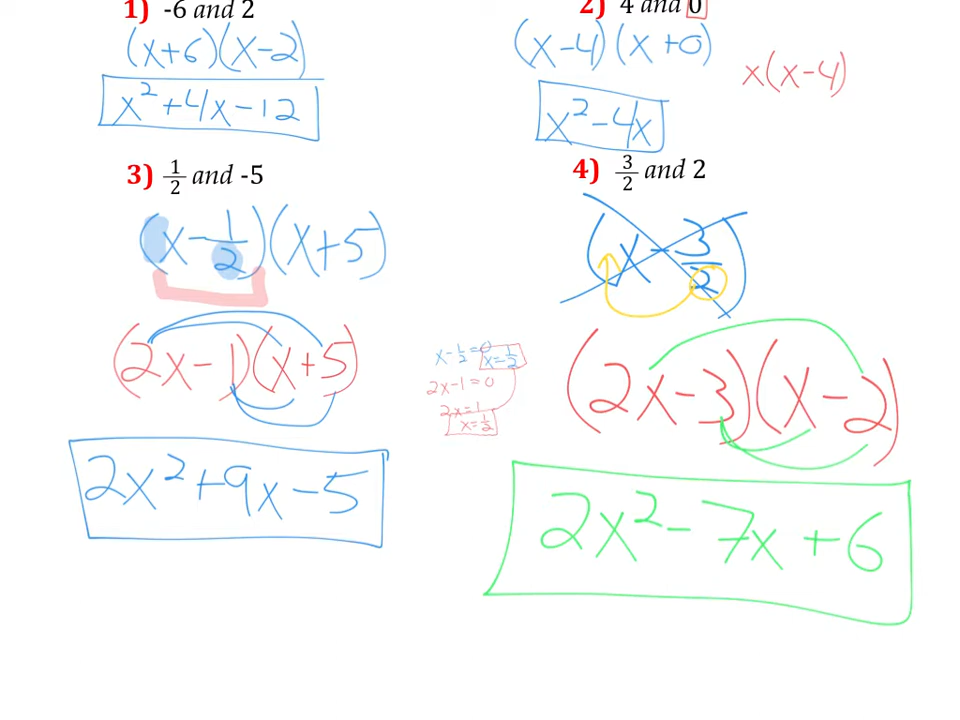 1) -6 and 2
(x+6)(x-2)
x² +4x-12
2) 4 and 0
(x-4)(x+0)
x(x-4)
x²-4x
3) 1/2 and -5
(x-1/2)(x+5)
(2x-1)(x+5)
2x²+9x-5
x-1/2=0 x=1/2
2x-1=0
2x=1
x=1/2
4) 3/2 and 2
(x-3/2)
(2x-3)(x-2)
2x²-7x+6